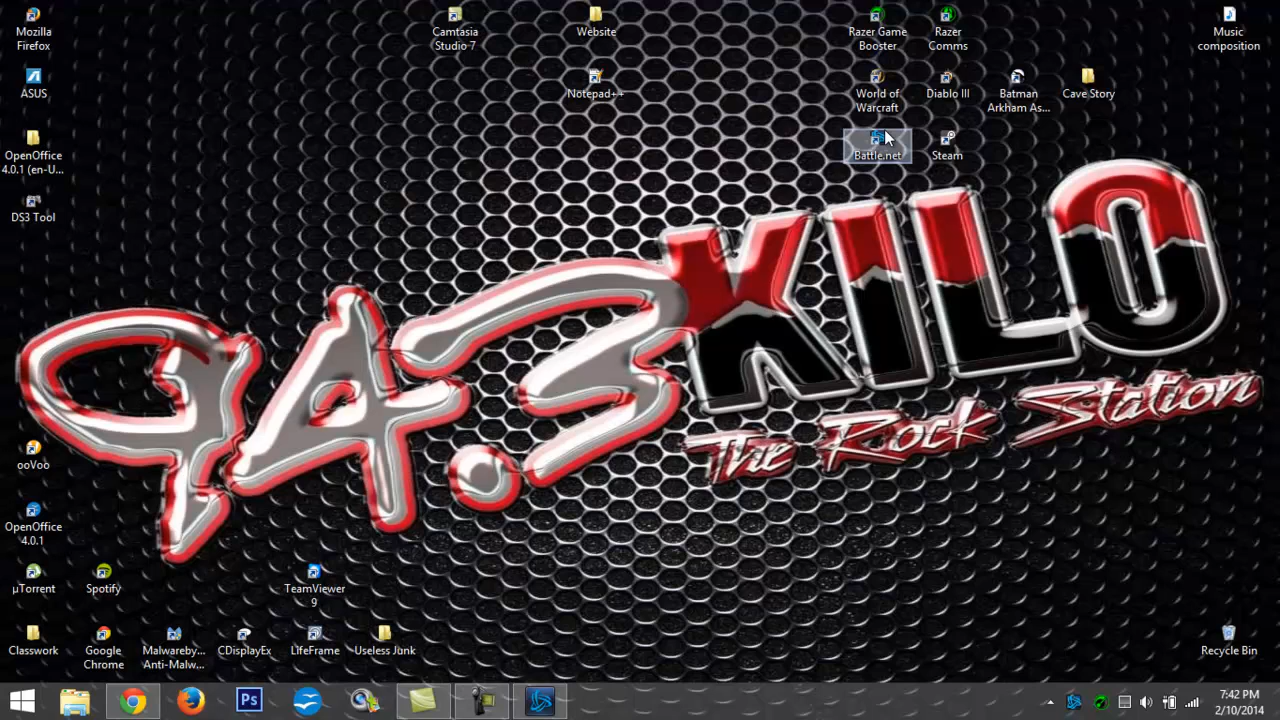 Mozilla
Firefox
Camtasia
Studio 7
Website
Razer Game
Booster
Razer
Comms
Music
composition
ASUS
Notepad++
World of
Warcraft
Diablo III
Batman
Arkham As...
Cave Story
OpenOffice
4.0.1 (en-U...
Battle.net
Steam
DS3 Tool
94.3 KILO
The Rock Station
ooVoo
OpenOffice
4.0.1
µTorrent
Spotify
TeamViewer
9
Classwork
Google
Chrome
Malwareby...
Anti-Malw...
CDisplayEx
LifeFrame
Useless Junk
Recycle Bin
Ps
7:42 PM
2/10/2014